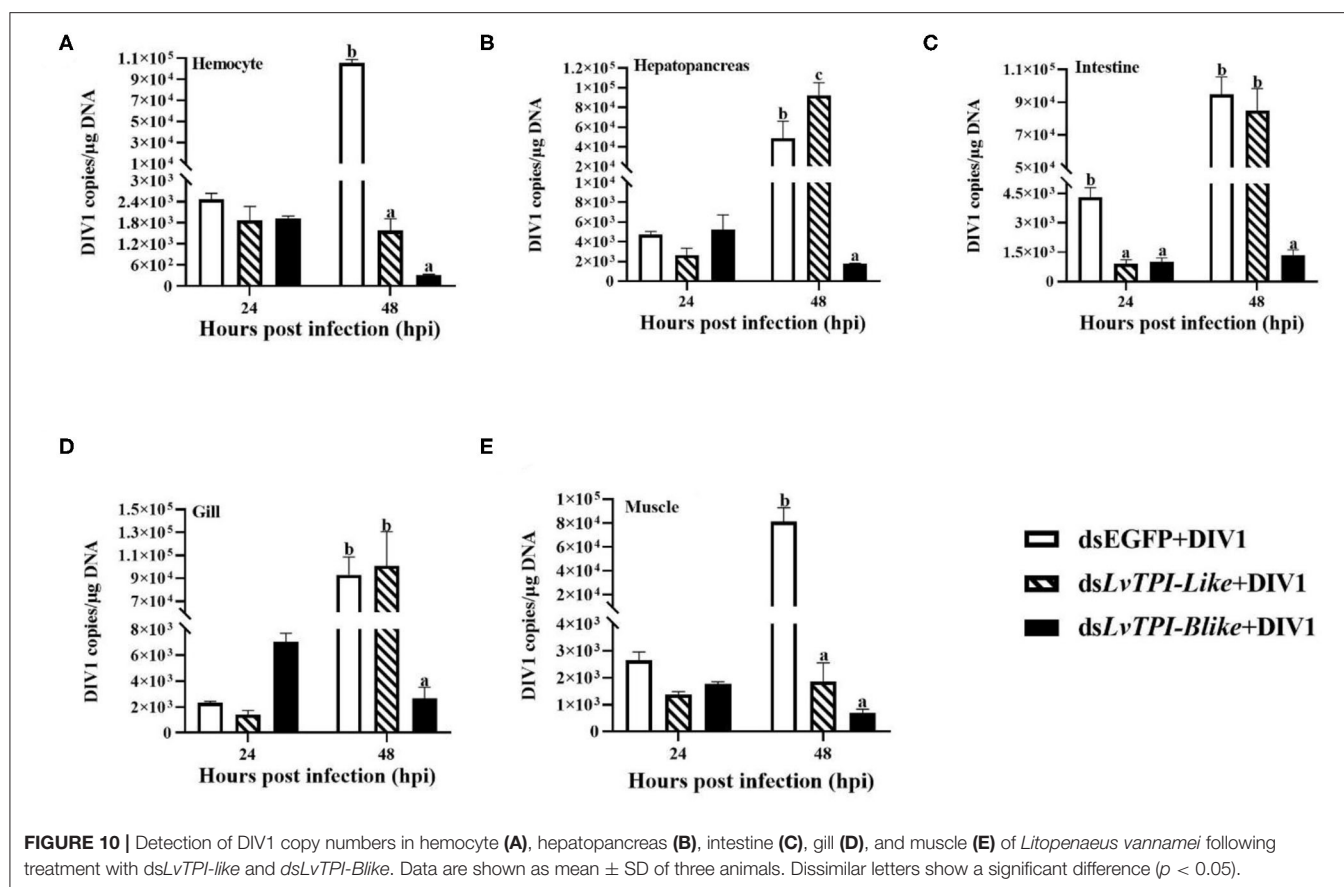 A
Hemocyte
DIV1 copies/µg DNA
1.1×10⁵
9×10⁴
7×10⁴
5×10⁴
3×10⁴
1×10⁴
3×10³
2.4×10³
1.8×10³
1.2×10³
6×10²
0
b
a
a
24
48
Hours post infection (hpi)
B
Hepatopancreas
DIV1 copies/µg DNA
1.2×10⁵
1×10⁵
8×10⁴
6×10⁴
4×10⁴
2×10⁴
1×10⁴
8×10³
6×10³
4×10³
2×10³
0
b
c
a
24
48
Hours post infection (hpi)
C
Intestine
DIV1 copies/µg DNA
1.1×10⁵
9×10⁴
7×10⁴
5×10⁴
4.5×10³
3×10³
1.5×10³
0
b
a
a
b
b
a
24
48
Hours post infection (hpi)
D
Gill
DIV1 copies/µg DNA
1.5×10⁵
1.3×10⁵
1.1×10⁵
9×10⁴
7×10⁴
8×10³
6×10³
4×10³
2×10³
0
b
b
a
24
48
Hours post infection (hpi)
E
Muscle
DIV1 copies/µg DNA
1×10⁵
8×10⁴
6×10⁴
4×10⁴
2×10⁴
4×10³
3×10³
2×10³
1×10³
0
b
a
a
24
48
Hours post infection (hpi)
dsEGFP+DIV1
dsLvTPI-Like+DIV1
dsLvTPI-Blike+DIV1
FIGURE 10 | Detection of DIV1 copy numbers in hemocyte (A), hepatopancreas (B), intestine (C), gill (D), and muscle (E) of Litopenaeus vannamei following
treatment with dsLvTPI-like and dsLvTPI-Blike. Data are shown as mean ± SD of three animals. Dissimilar letters show a significant difference (p < 0.05).